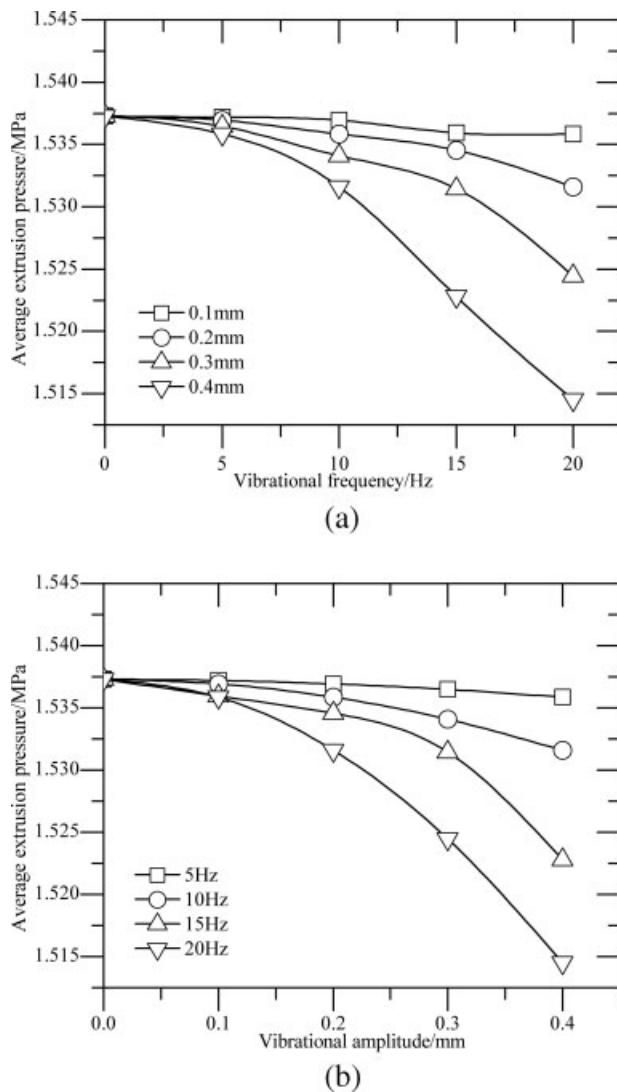 1.545
1.540
1.535
1.530
1.525
1.520
1.515
Average extrusion pressre/MPa
0.1mm
0.2mm
0.3mm
0.4mm
0 5 10 15 20
Vibrational frequency/Hz
(a)
1.545
1.540
1.535
1.530
1.525
1.520
1.515
Average extrusion pressure/MPa
5Hz
10Hz
15Hz
20Hz
0.0 0.1 0.2 0.3 0.4
Vibrational amplitude/mm
(b)